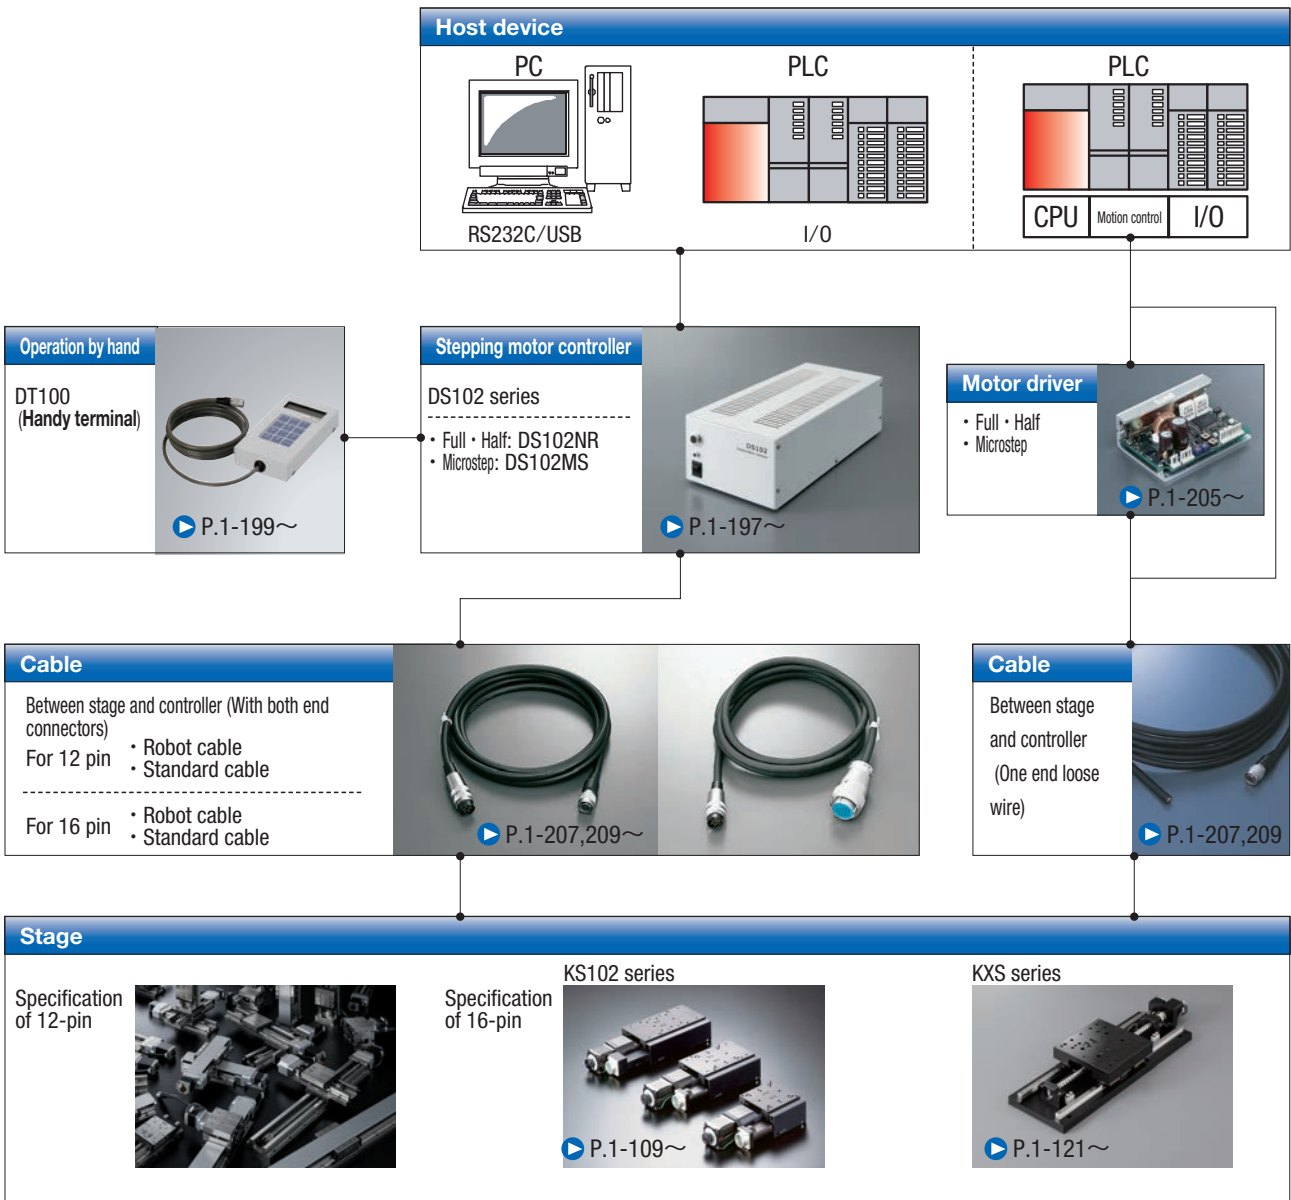 Host device
PC
PLC
PLC
CPU
Motion control
I/O
RS232C/USB
I/O
Operation by hand
DT100
(Handy terminal)
P.1-199～
Stepping motor controller
DS102 series
・Full・Half: DS102NR
・Microstep: DS102MS
DS102
P.1-197～
Motor driver
・Full・Half
・Microstep
P.1-205～
Cable
Between stage and controller (With both end
connectors)
For 12 pin
・Robot cable
・Standard cable
For 16 pin
・Robot cable
・Standard cable
P.1-207,209～
Cable
Between stage
and controller
(One end loose
wire)
P.1-207,209
Stage
Specification
of 12-pin
Specification
of 16-pin
KS102 series
P.1-109～
KXS series
P.1-121～